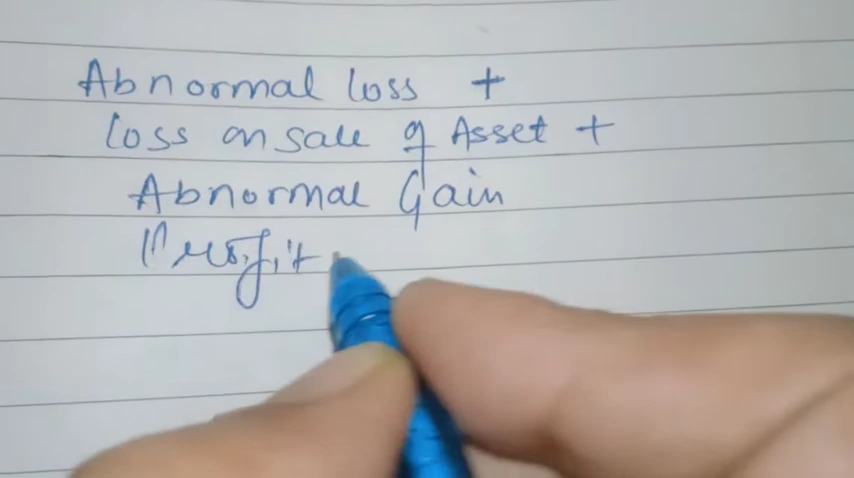 Abnormal loss +
loss on sale of Asset +
Abnormal Gain
Profit